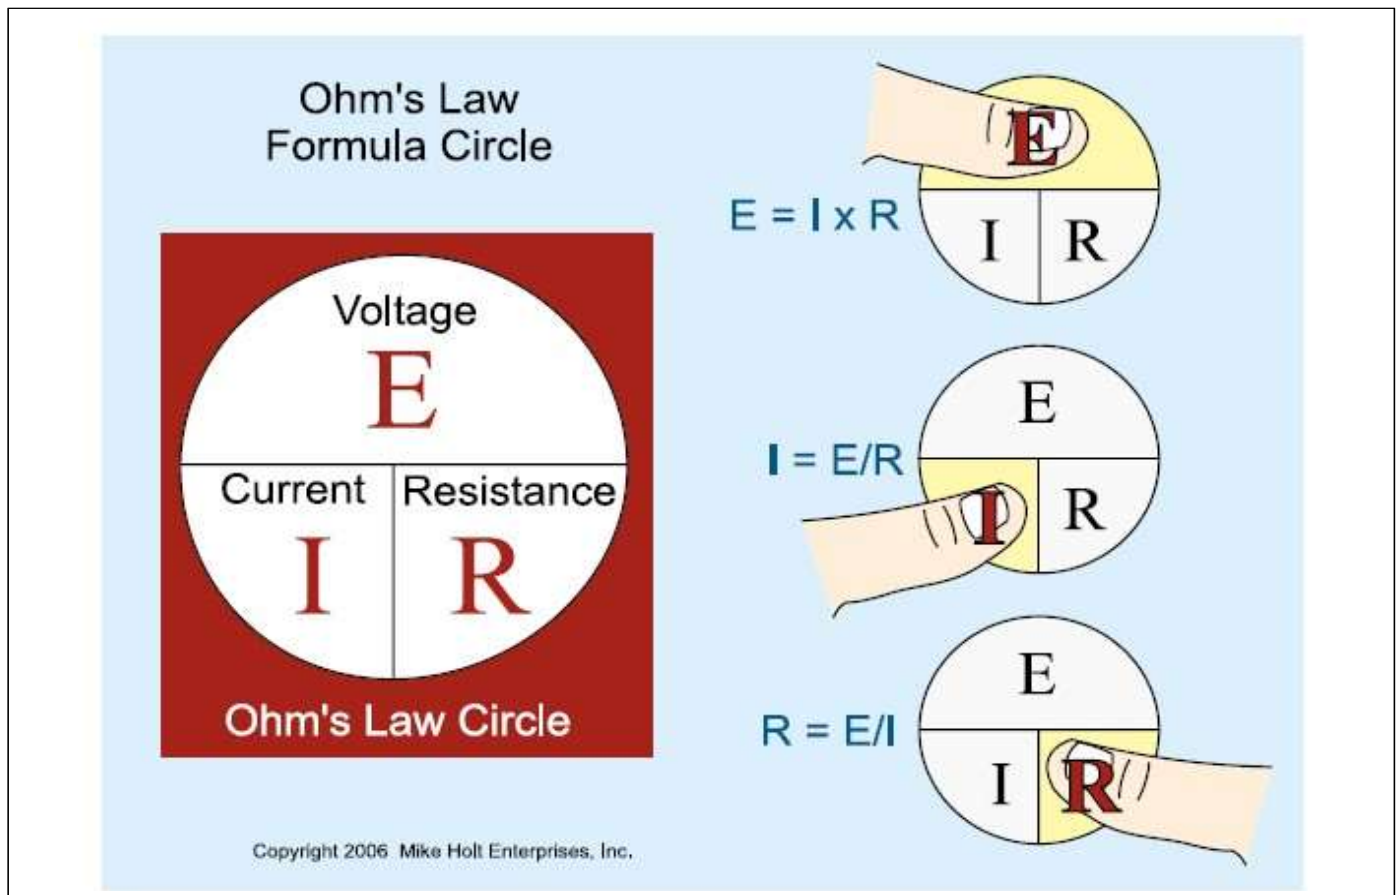 Ohm's Law
Formula Circle
Voltage
E
Current
Resistance
I
R
Ohm's Law Circle
Copyright 2006 Mike Holt Enterprises, Inc.
E
E = I x R
I
R
E
I = E/R
I
R
E
R = E/I
I
R